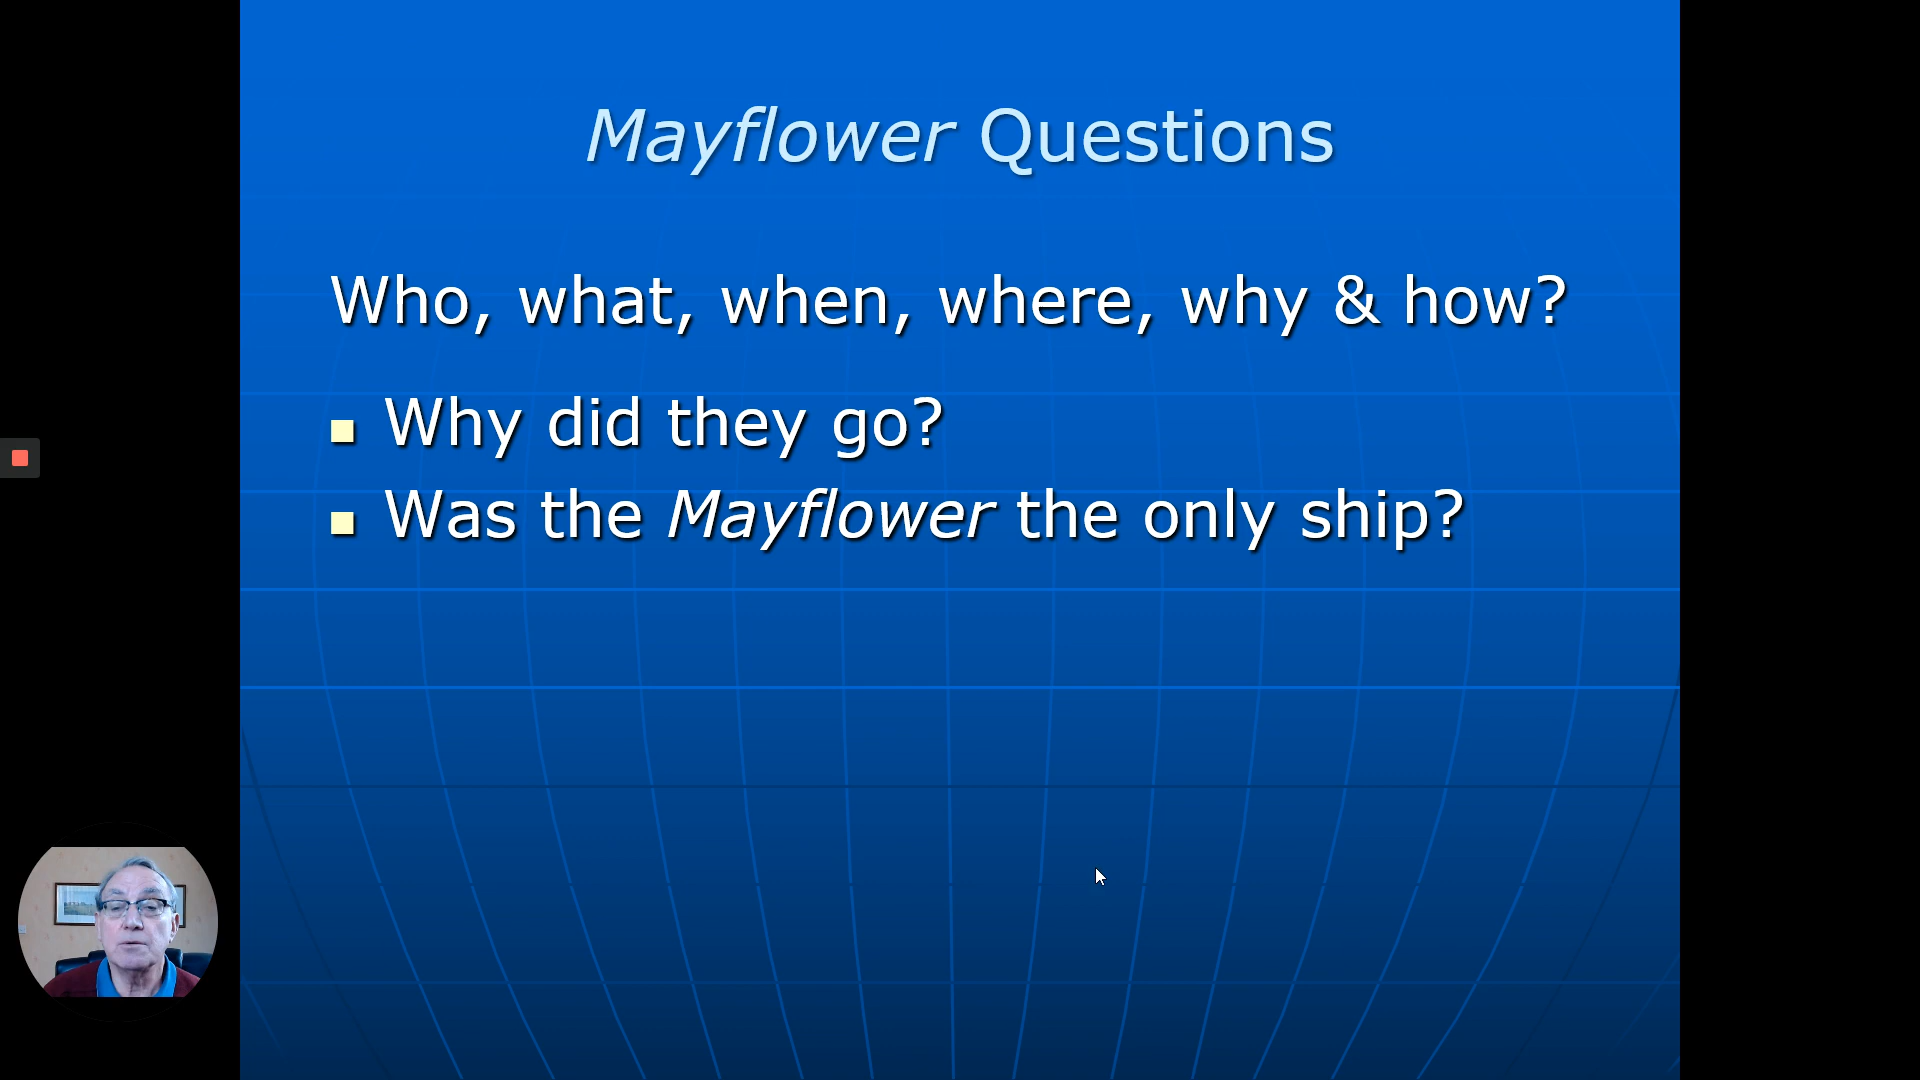 Mayflower Questions
Who, what, when, where, why & how?
Why did they go?
Was the Mayflower the only ship?